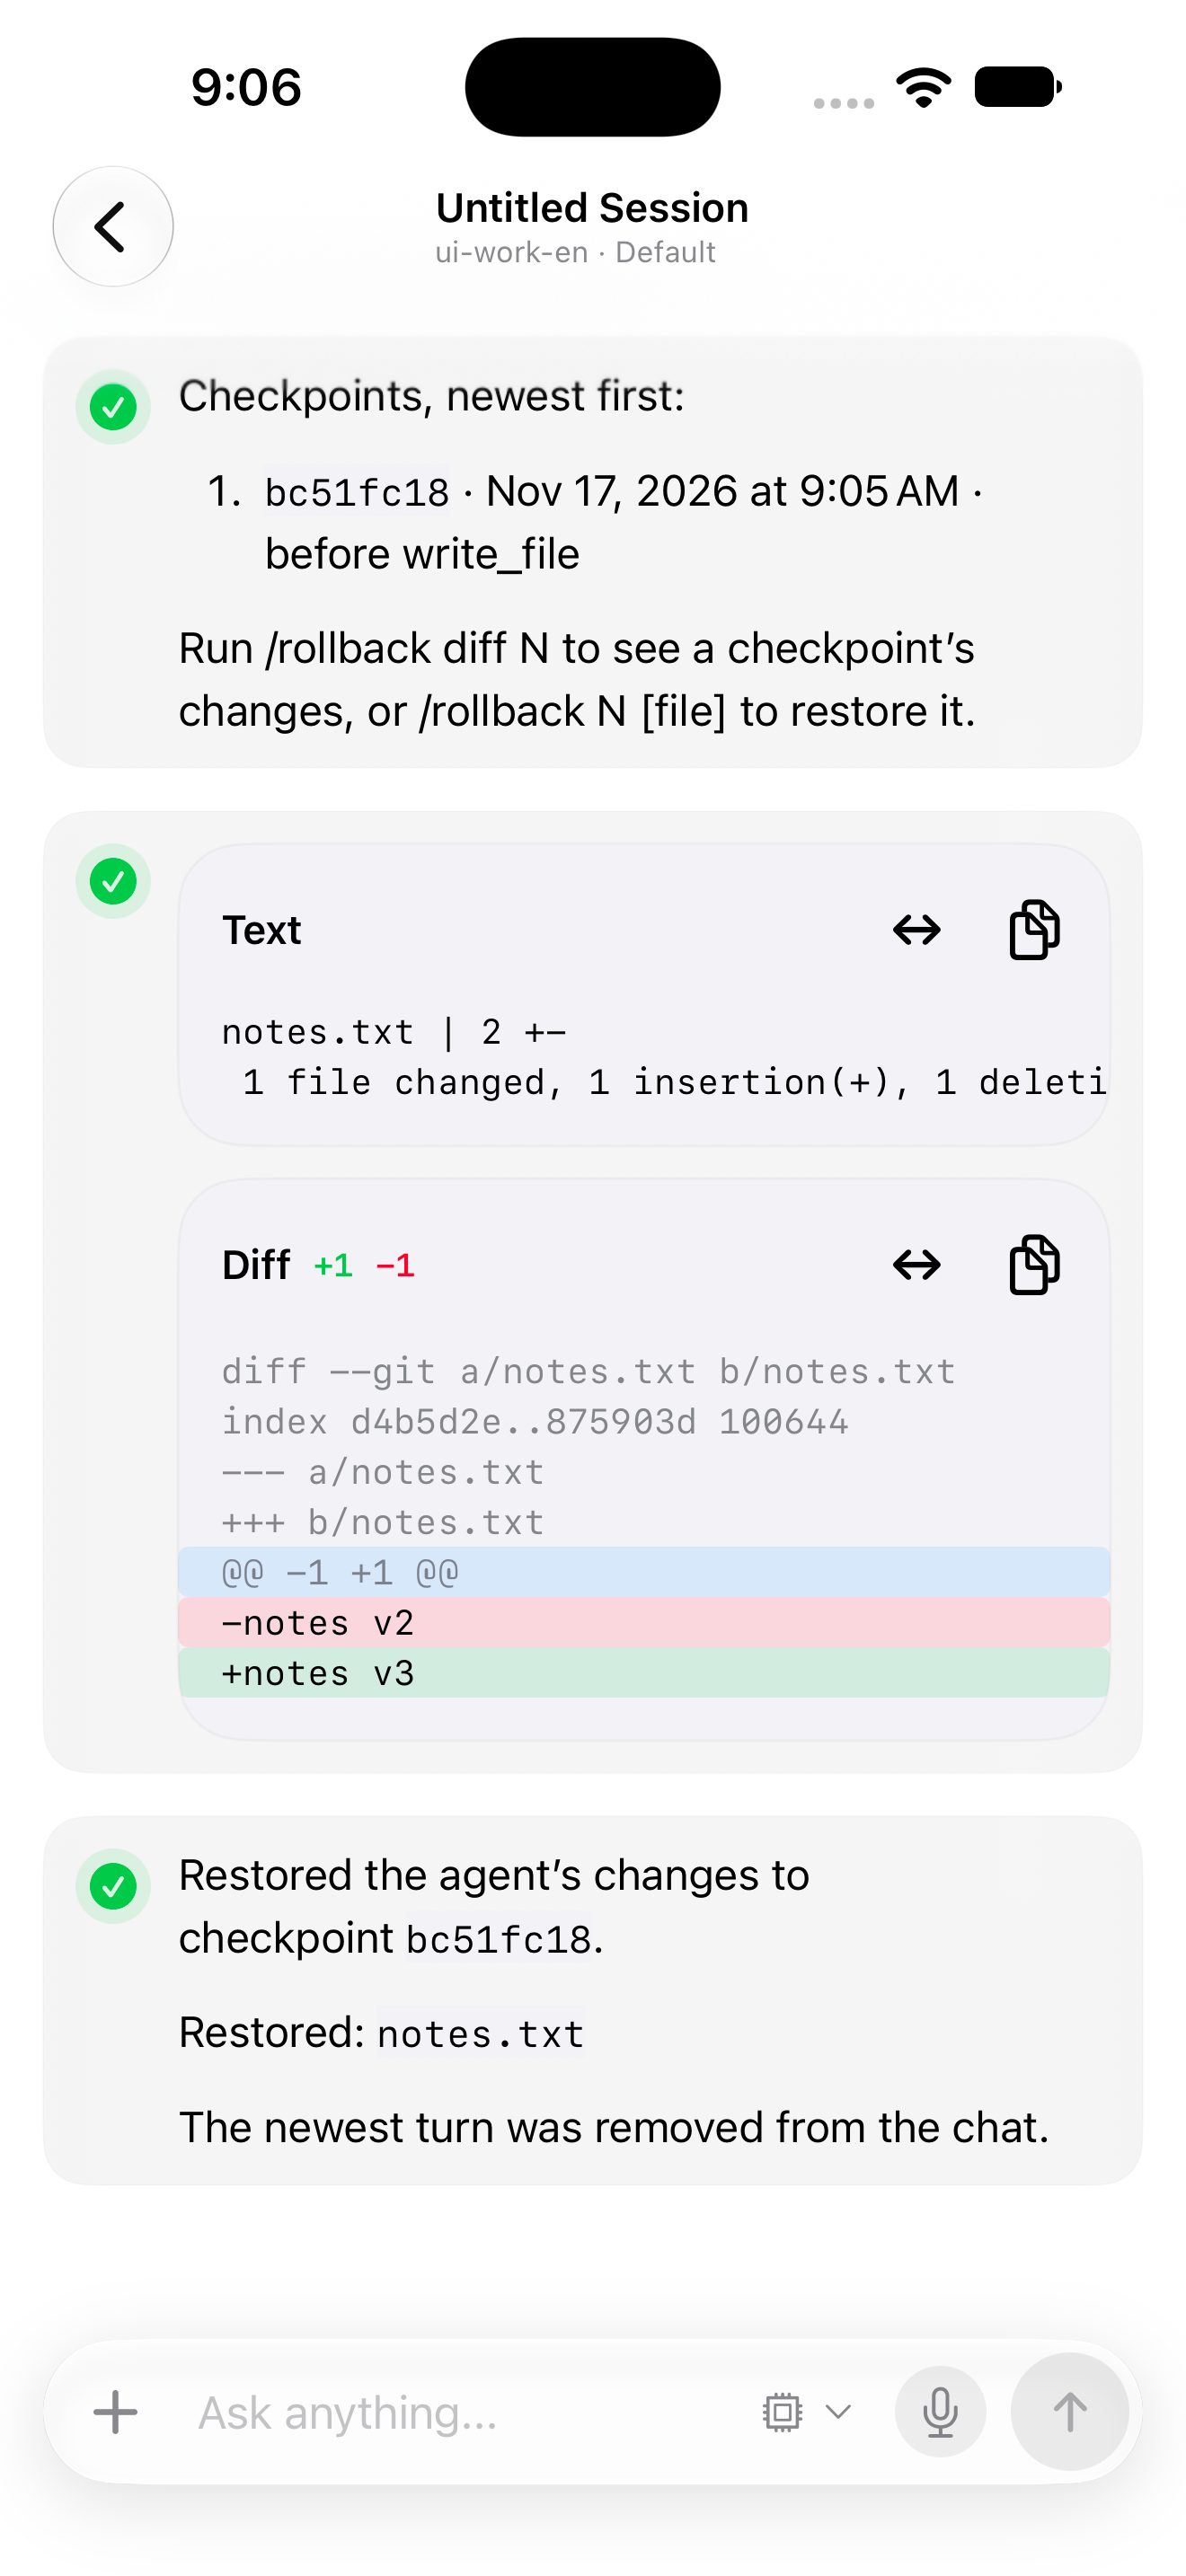 9:06
Untitled Session
ui-work-en · Default
Checkpoints, newest first:
1. bc51fc18 · Nov 17, 2026 at 9:05 AM ·
before write_file
Run /rollback diff N to see a checkpoint’s
changes, or /rollback N [file] to restore it.
Text
notes.txt | 2 +-
1 file changed, 1 insertion(+), 1 deleti
Diff +1 -1
diff --git a/notes.txt b/notes.txt
index d4b5d2e..875903d 100644
--- a/notes.txt
+++ b/notes.txt
@@ -1 +1 @@
-notes v2
+notes v3
Restored the agent’s changes to
checkpoint bc51fc18.
Restored: notes.txt
The newest turn was removed from the chat.
Ask anything...